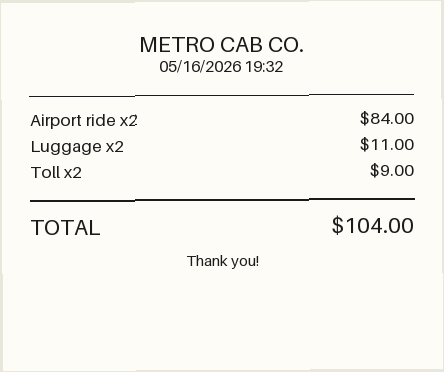 METRO CAB CO.
05/16/2026 19:32
Airport ride x2 $84.00
Luggage x2 $11.00
Toll x2 $9.00
TOTAL $104.00
Thank you!